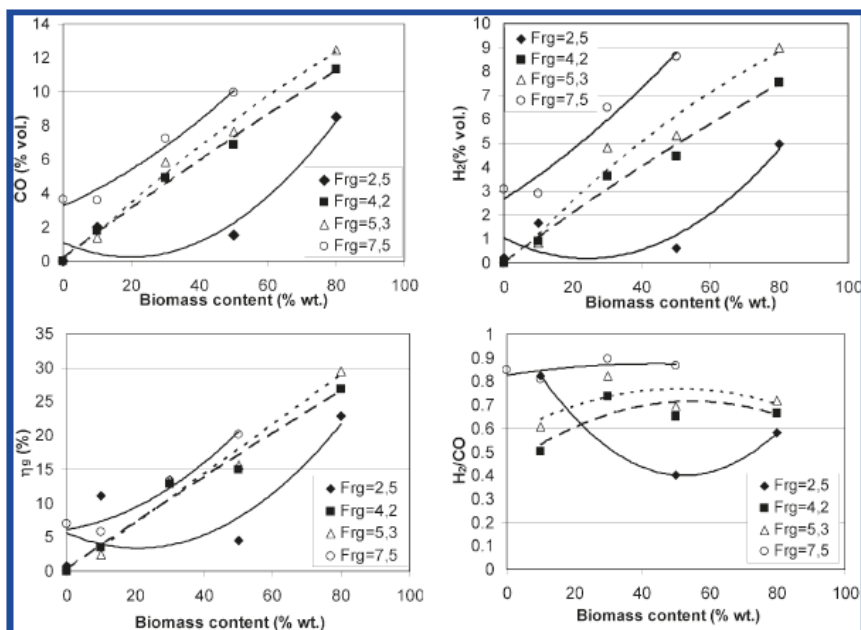 14
12
10
8
6
4
2
0
CO (% vol.)
Frg=2,5
Frg=4,2
Frg=5,3
Frg=7,5
0 20 40 60 80 100
Biomass content (% wt.)
10
9
8
7
6
5
4
3
2
1
0
H2(% vol.)
Frg=2,5
Frg=4,2
Frg=5,3
Frg=7,5
0 20 40 60 80 100
Biomass content (% wt.)
35
30
25
20
15
10
5
0
ηg (%)
Frg=2,5
Frg=4,2
Frg=5,3
Frg=7,5
0 20 40 60 80 100
Biomass content (% wt.)
1
0.9
0.8
0.7
0.6
0.5
0.4
0.3
0.2
0.1
0
H2/CO
Frg=2,5
Frg=4,2
Frg=5,3
Frg=7,5
0 20 40 60 80 100
Biomass content (% wt.)